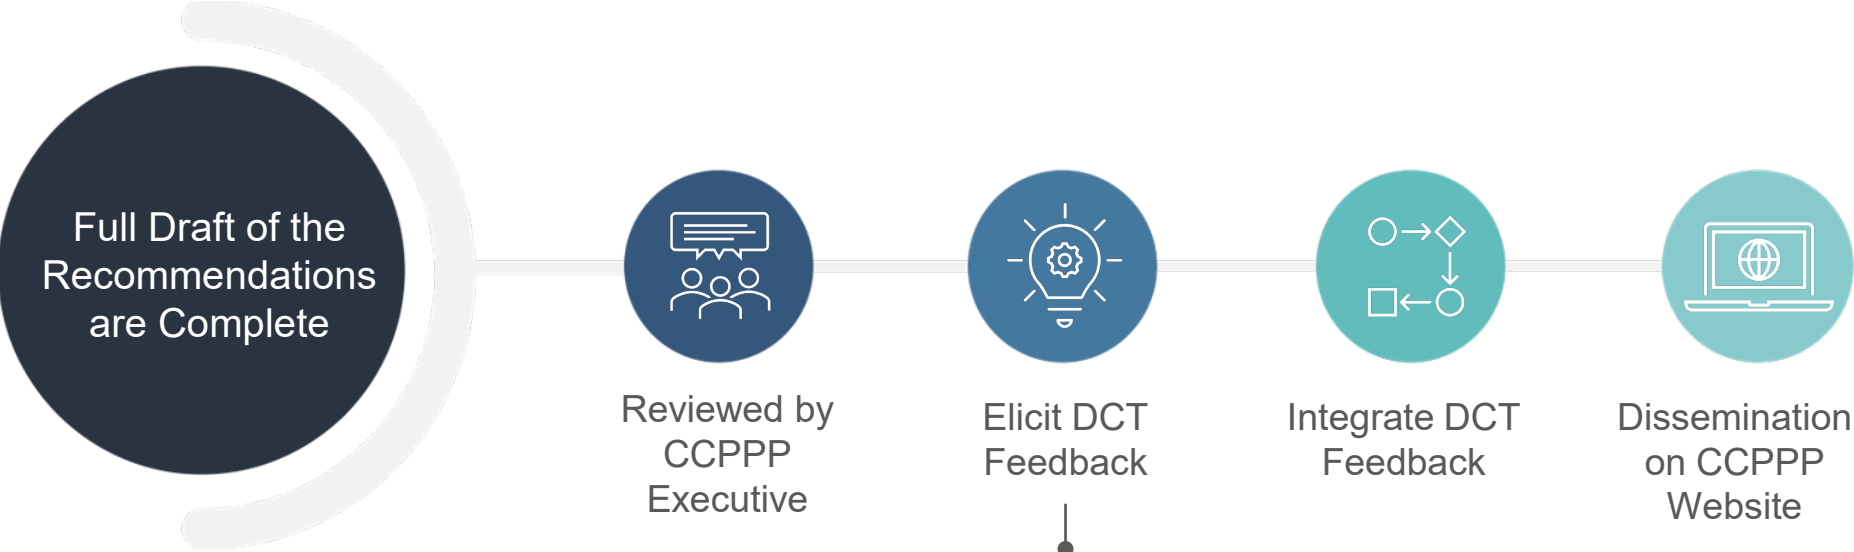 Full Draft of the
Recommendations
are Complete
Reviewed by
CCPPP
Executive
Elicit DCT
Feedback
Integrate DCT
Feedback
Dissemination
on CCPPP
Website